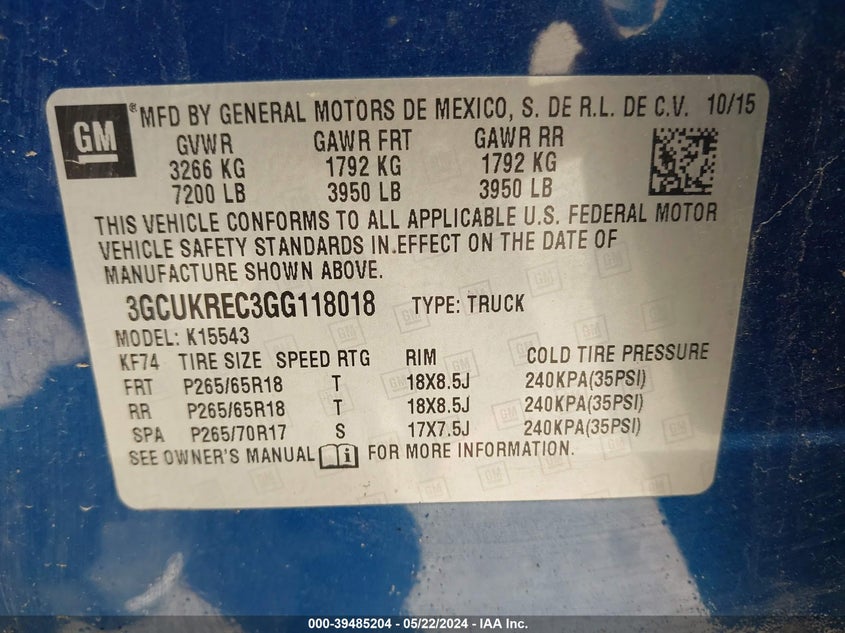 GM
® MFD BY GENERAL MOTORS DE MEXICO, S. DE R.L. DE C.V. 10/15
GVWR GAWR FRT GAWR RR
3266 KG 1792 KG 1792 KG
7200 LB 3950 LB 3950 LB
THIS VEHICLE CONFORMS TO ALL APPLICABLE U.S. FEDERAL MOTOR
VEHICLE SAFETY STANDARDS IN EFFECT ON THE DATE OF
MANUFACTURE SHOWN ABOVE.
3GCUKREC3GG118018 TYPE: TRUCK
MODEL: K15543
KF74 TIRE SIZE SPEED RTG RIM COLD TIRE PRESSURE
FRT P265/65R18 T 18X8.5J 240KPA(35PSI)
RR P265/65R18 T 18X8.5J 240KPA(35PSI)
SPA P265/70R17 S 17X7.5J 240KPA(35PSI)
SEE OWNER'S MANUAL i FOR MORE INFORMATION.
000-39485204 - 05/22/2024 - IAA Inc.